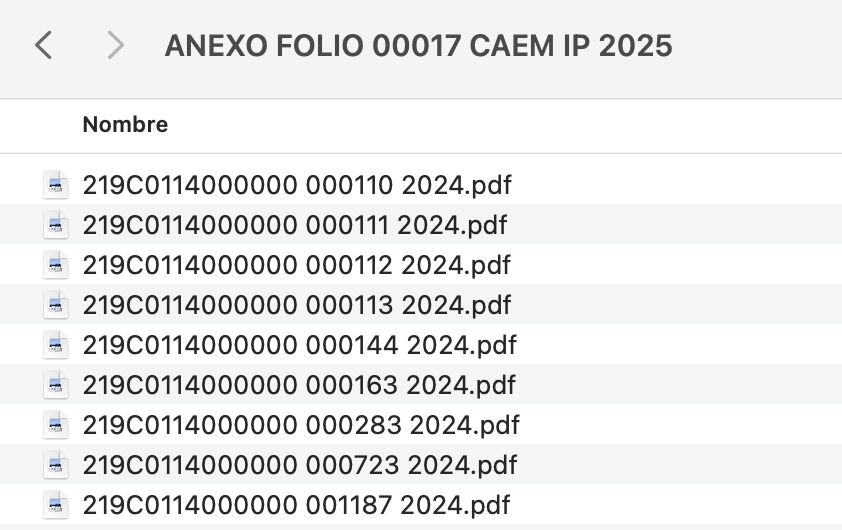 ANEXO FOLIO 00017 CAEM IP 2025
Nombre
219C0114000000 000110 2024.pdf
219C0114000000 000111 2024.pdf
219C0114000000 000112 2024.pdf
219C0114000000 000113 2024.pdf
219C0114000000 000144 2024.pdf
219C0114000000 000163 2024.pdf
219C0114000000 000283 2024.pdf
219C0114000000 000723 2024.pdf
219C0114000000 001187 2024.pdf